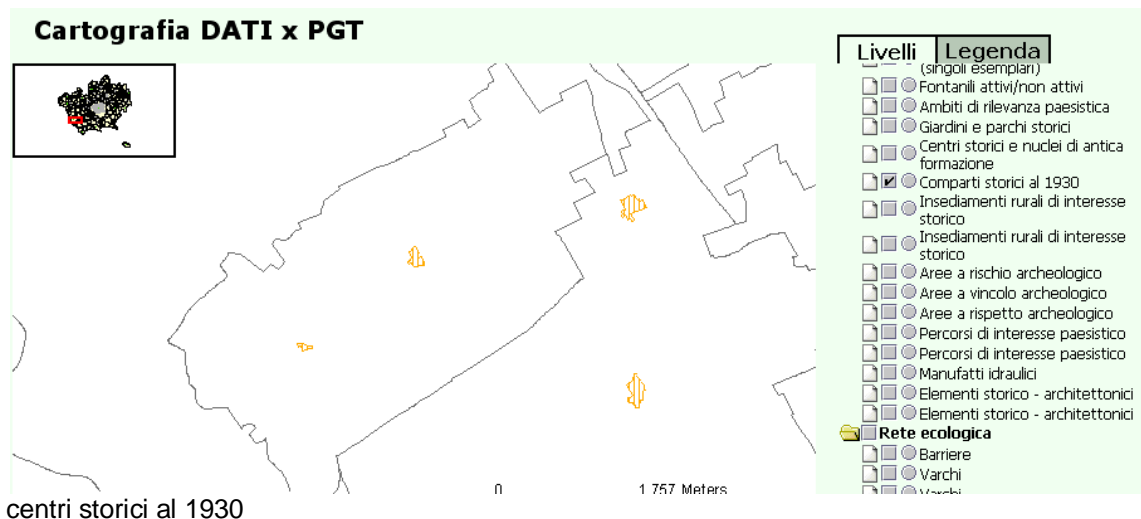 Cartografia DATI x PGT
Livelli
Legenda
(singoli esemplari)
Fontanili attivi/non attivi
Ambiti di rilevanza paesistica
Giardini e parchi storici
Centri storici e nuclei di antica
formazione
Comparti storici al 1930
Insediamenti rurali di interesse
storico
Insediamenti rurali di interesse
storico
Aree a rischio archeologico
Aree a vincolo archeologico
Aree a rispetto archeologico
Percorsi di interesse paesistico
Percorsi di interesse paesistico
Manufatti idraulici
Elementi storico - architettonici
Elementi storico - architettonici
Rete ecologica
Barriere
Varchi
Varchi
0 1.757 Meters
centri storici al 1930